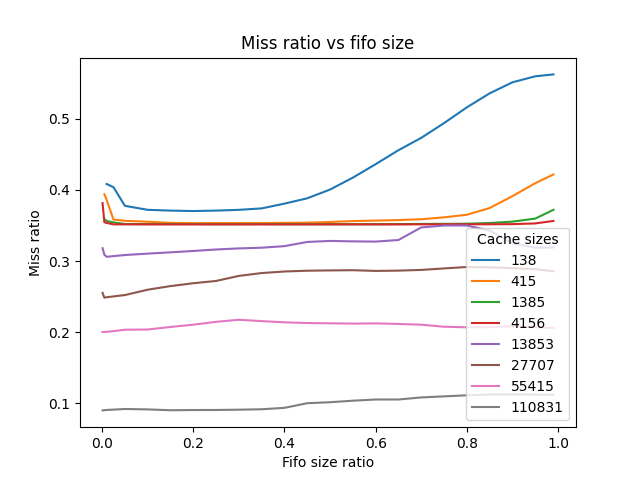 Miss ratio vs fifo size
Miss ratio
0.5
0.4
0.3
0.2
0.1
0.0 0.2 0.4 0.6 0.8 1.0
Fifo size ratio
Cache sizes
138
415
1385
4156
13853
27707
55415
110831